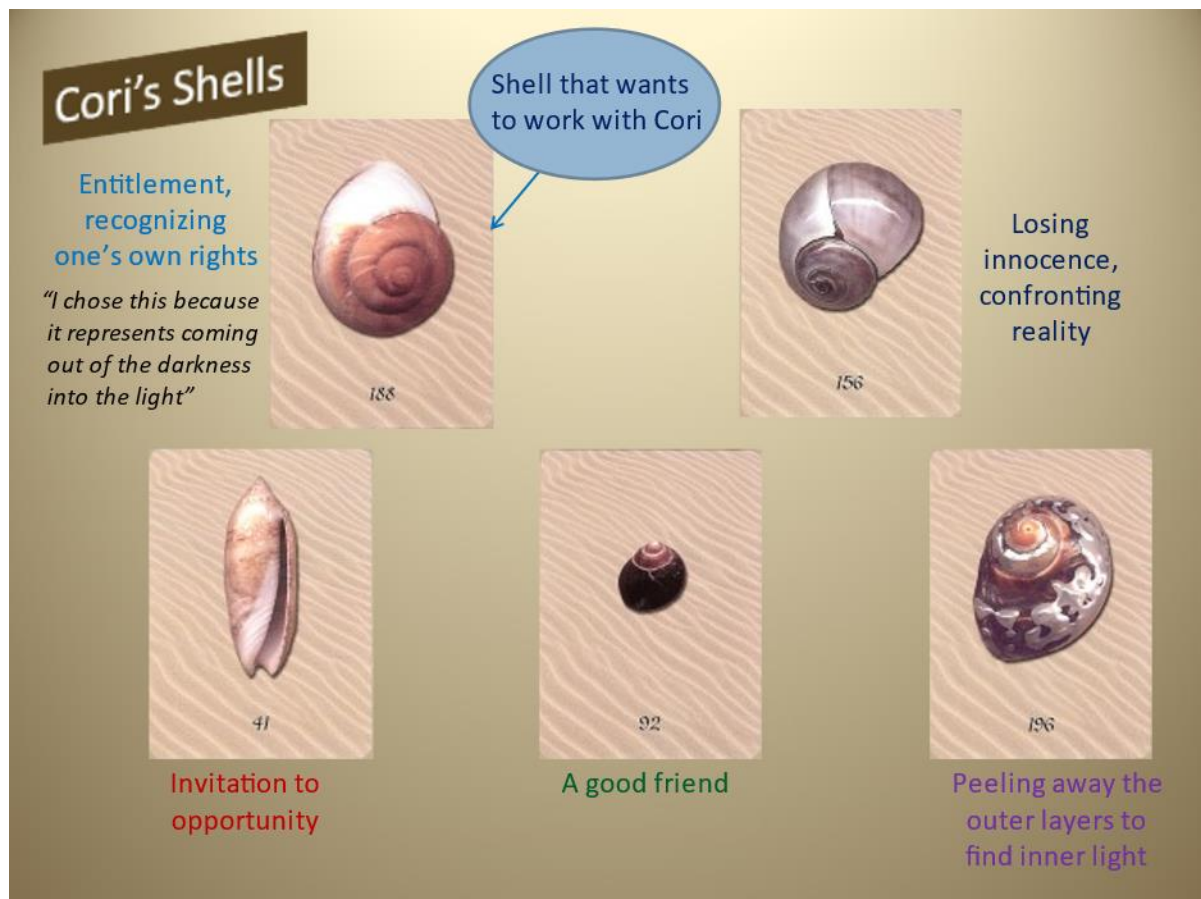 Cori’s Shells
Shell that wants
to work with Cori
Entitlement,
recognizing
one’s own rights
“I chose this because
it represents coming
out of the darkness
into the light”
188
156
Losing
innocence,
confronting
reality
41
Invitation to
opportunity
92
A good friend
196
Peeling away the
outer layers to
find inner light